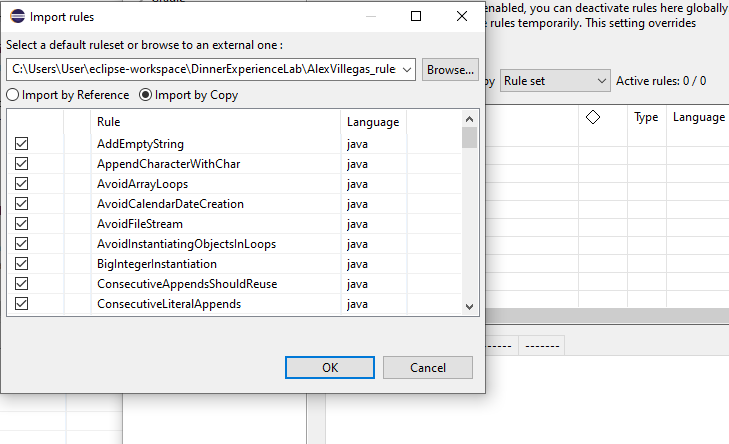 Import rules
Select a default ruleset or browse to an external one :
C:\Users\User\eclipse-workspace\DinnerExperienceLab\AlexVillegas_rule
Browse...
Import by Reference
Import by Copy
Rule Language
AddEmptyString java
AppendCharacterWithChar java
AvoidArrayLoops java
AvoidCalendarDateCreation java
AvoidFileStream java
AvoidInstantiatingObjectsInLoops java
BigIntegerInstantiation java
ConsecutiveAppendsShouldReuse java
ConsecutiveLiteralAppends java
OK Cancel
enabled, you can deactivate rules here globally
rules temporarily. This setting overrides
by Rule set Active rules: 0 / 0
Type Language
------ -------